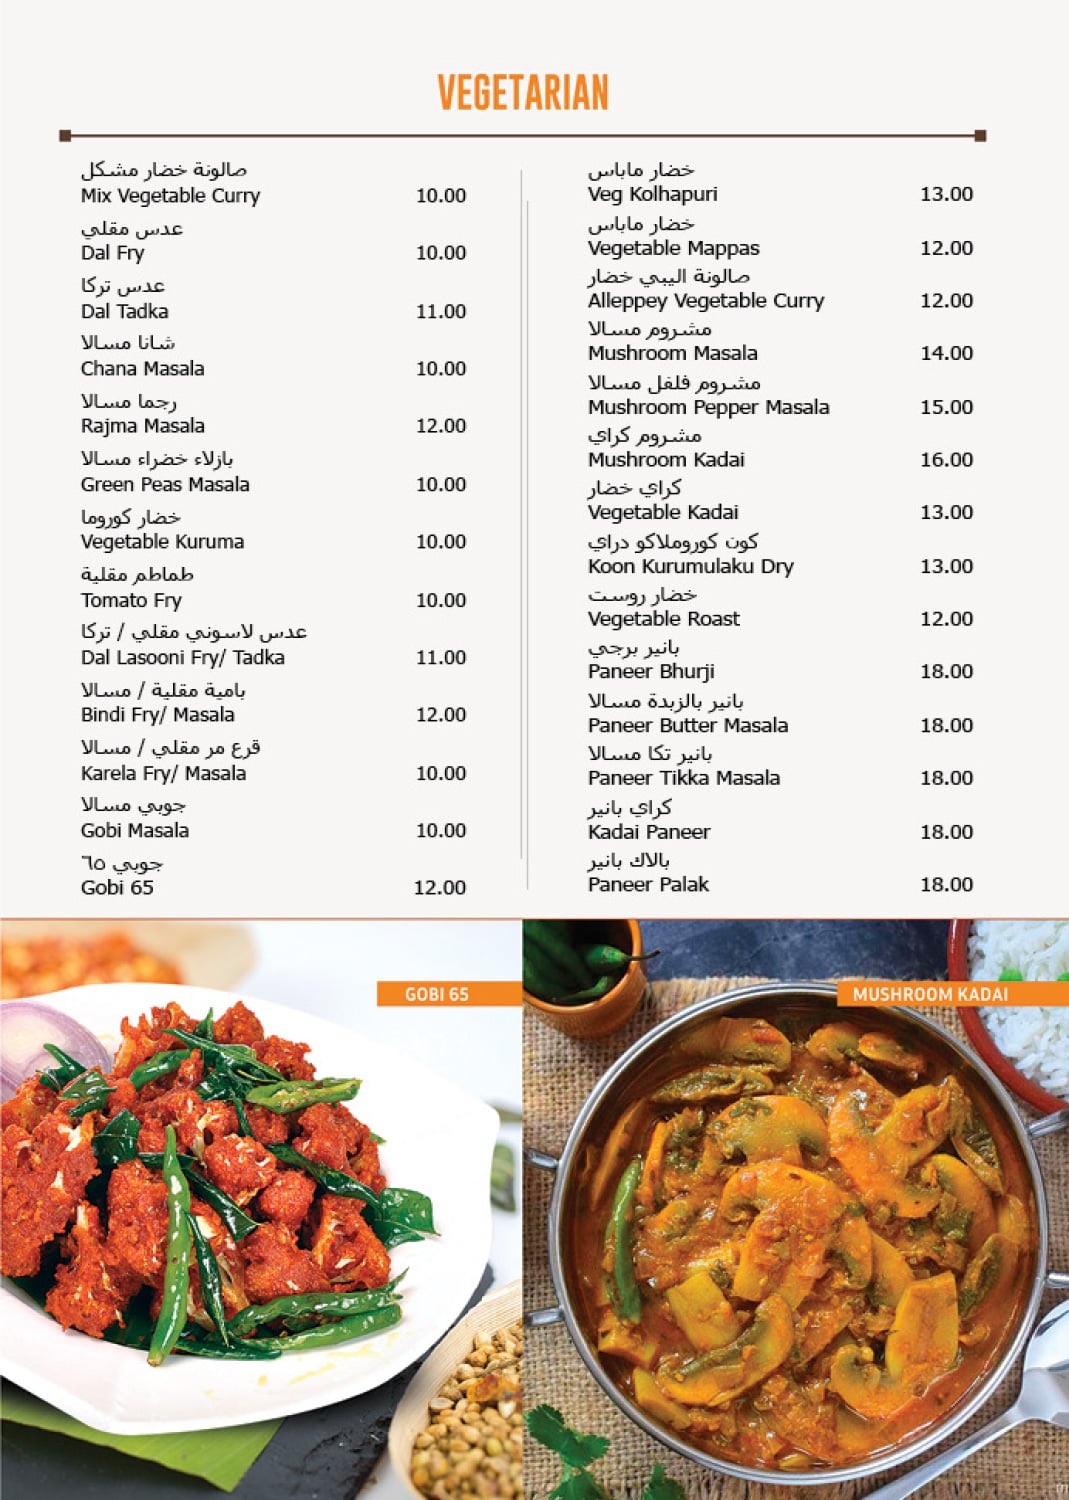 VEGETARIAN
صالونة خضار مشكل
Mix Vegetable Curry 10.00
عدس مقلي
Dal Fry 10.00
عدس تركا
Dal Tadka 11.00
شانا مسالا
Chana Masala 10.00
رجما مسالا
Rajma Masala 12.00
بازلاء خضراء مسالا
Green Peas Masala 10.00
خضار كوروما
Vegetable Kuruma 10.00
طماطم مقلية
Tomato Fry 10.00
عدس لاسوني مقلي / تركا
Dal Lasooni Fry/ Tadka 11.00
بامية مقلية / مسالا
Bindi Fry/ Masala 12.00
قرع مر مقلي / مسالا
Karela Fry/ Masala 10.00
جوبي مسالا
Gobi Masala 10.00
جوبي ٦٥
Gobi 65 12.00
خضار ماباس
Veg Kolhapuri 13.00
خضار ماباس
Vegetable Mappas 12.00
صالونة اليبي خضار
Alleppey Vegetable Curry 12.00
مشروم مسالا
Mushroom Masala 14.00
مشروم فلفل مسالا
Mushroom Pepper Masala 15.00
مشروم كراي
Mushroom Kadai 16.00
كراي خضار
Vegetable Kadai 13.00
كون كوروملاكو دراي
Koon Kurumulaku Dry 13.00
خضار روست
Vegetable Roast 12.00
بانير برجي
Paneer Bhurji 18.00
بانير بالزبدة مسالا
Paneer Butter Masala 18.00
بانير تكا مسالا
Paneer Tikka Masala 18.00
كراي بانير
Kadai Paneer 18.00
بالاك بانير
Paneer Palak 18.00
GOBI 65
MUSHROOM KADAI